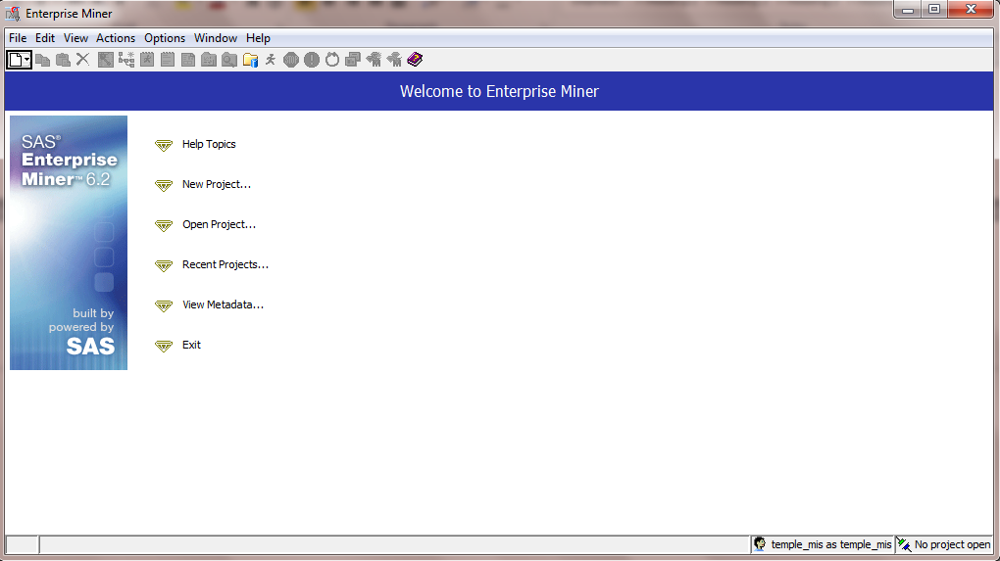 Enterprise Miner
File Edit View Actions Options Window Help
Welcome to Enterprise Miner
SAS®
Enterprise
Miner™ 6.2
built by
powered by
SAS
Help Topics
New Project...
Open Project...
Recent Projects...
View Metadata...
Exit
temple_mis as temple_mis No project open